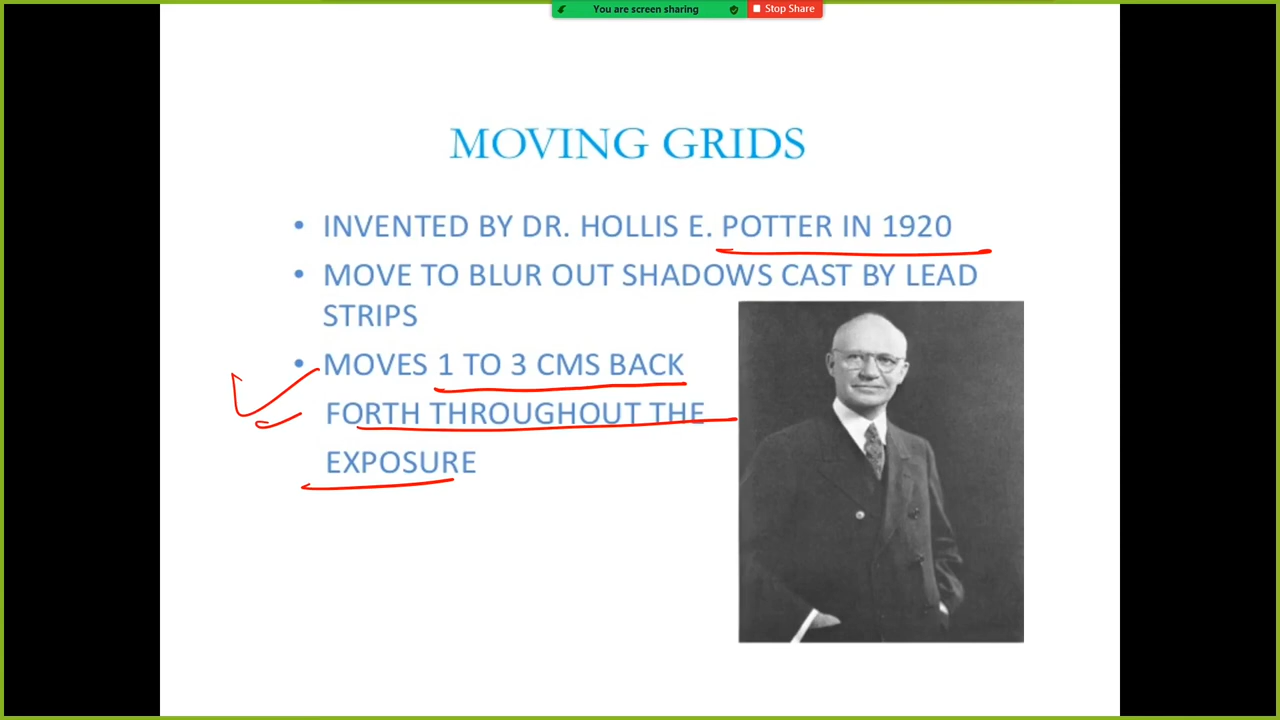 You are screen sharing
Stop Share
MOVING GRIDS
• INVENTED BY DR. HOLLIS E. POTTER IN 1920
• MOVE TO BLUR OUT SHADOWS CAST BY LEAD
STRIPS
• MOVES 1 TO 3 CMS BACK
FORTH THROUGHOUT THE
EXPOSURE